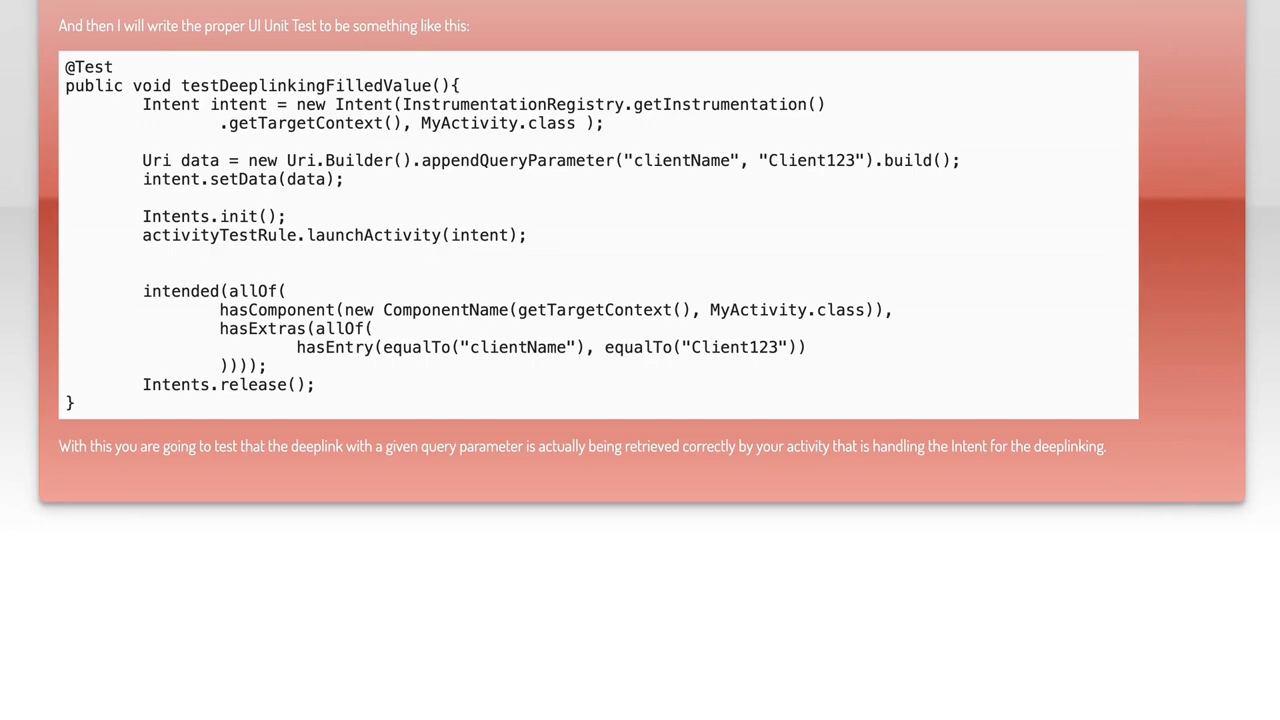 And then I will write the proper UI Unit Test to be something like this:
@Test
public void testDeeplinkingFilledValue(){
Intent intent = new Intent(InstrumentationRegistry.getInstrumentation()
.getTargetContext(), MyActivity.class );
Uri data = new Uri.Builder().appendQueryParameter("clientName", "Client123").build();
intent.setData(data);
Intents.init();
activityTestRule.launchActivity(intent);
intended(allOf(
hasComponent(new ComponentName(getTargetContext(), MyActivity.class)),
hasExtras(allOf(
hasEntry(equalTo("clientName"), equalTo("Client123"))
))));
Intents.release();
}
With this you are going to test that the deeplink with a given query parameter is actually being retrieved correctly by your activity that is handling the Intent for the deeplinking.